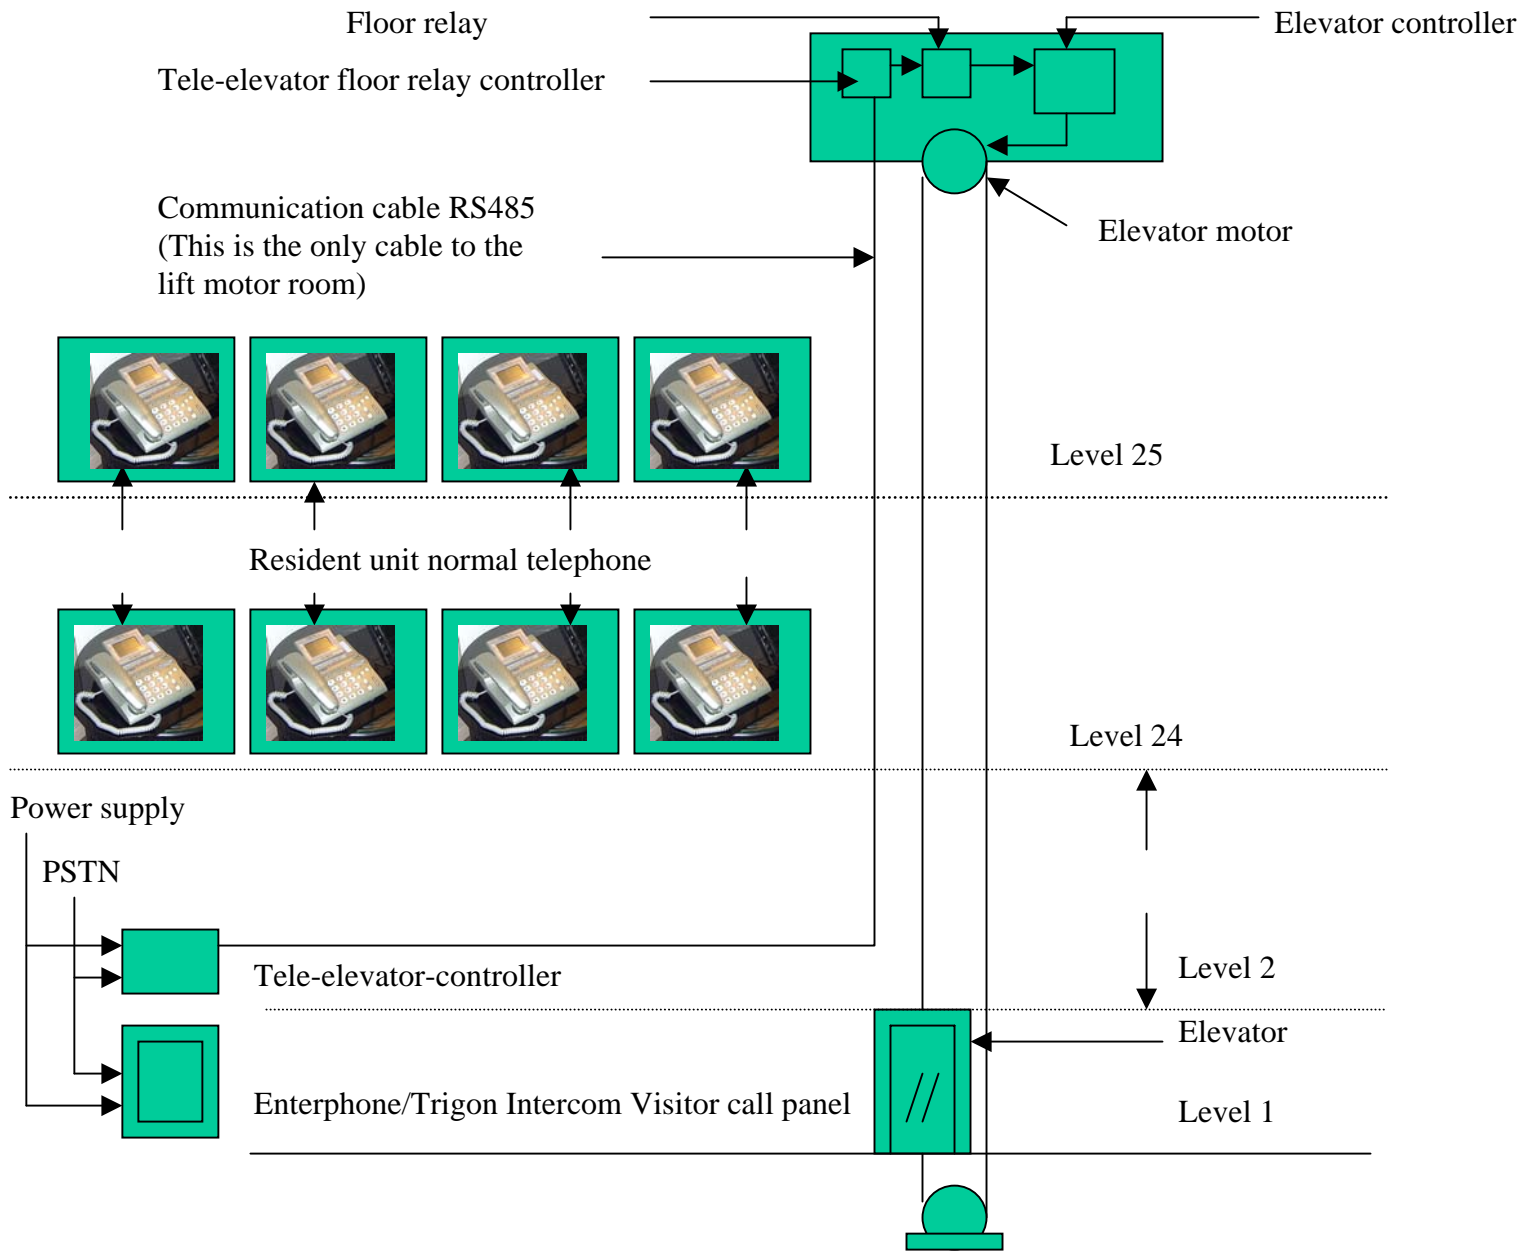 Floor relay
Elevator controller
Tele-elevator floor relay controller
Communication cable RS485
(This is the only cable to the
lift motor room)
Elevator motor
Level 25
Resident unit normal telephone
Level 24
Power supply
PSTN
Tele-elevator-controller
Level 2
Elevator
Enterphone/Trigon Intercom Visitor call panel
Level 1